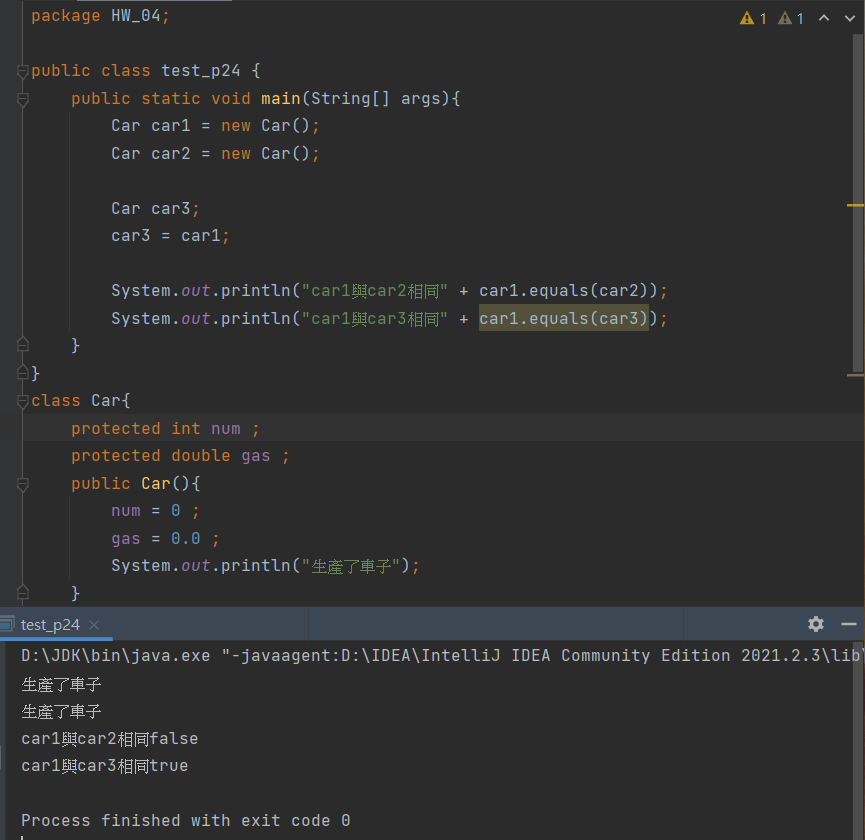 package HW_04;
1 1
public class test_p24 {
public static void main(String[] args){
Car car1 = new Car();
Car car2 = new Car();
Car car3;
car3 = car1;
System.out.println("car1與car2相同" + car1.equals(car2));
System.out.println("car1與car3相同" + car1.equals(car3));
}
}
class Car{
protected int num ;
protected double gas ;
public Car(){
num = 0 ;
gas = 0.0 ;
System.out.println("生產了車子");
}
test_p24
D:\JDK\bin\java.exe "-javaagent:D:\IDEA\IntelliJ IDEA Community Edition 2021.2.3\lib\
生產了車子
生產了車子
car1與car2相同false
car1與car3相同true
Process finished with exit code 0